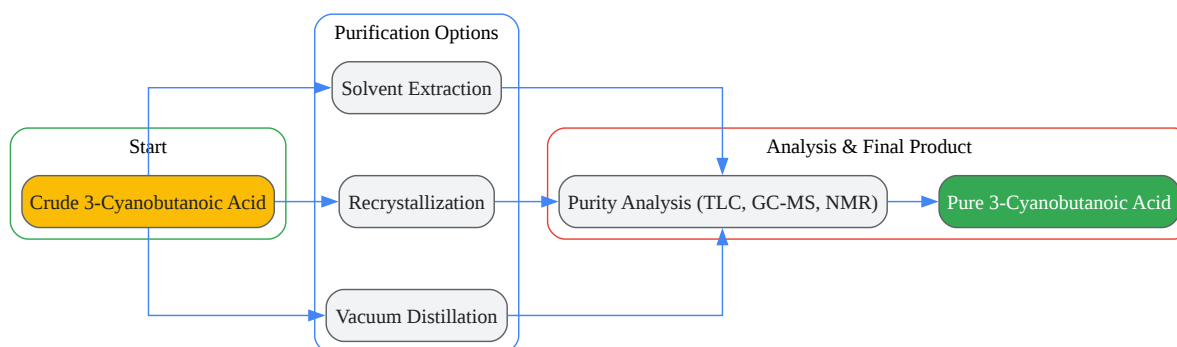 Purification Options
Solvent Extraction
Start
Analysis & Final Product
Crude 3-Cyanobutanoic Acid
Recrystallization
Purity Analysis (TLC, GC-MS, NMR)
Pure 3-Cyanobutanoic Acid
Vacuum Distillation